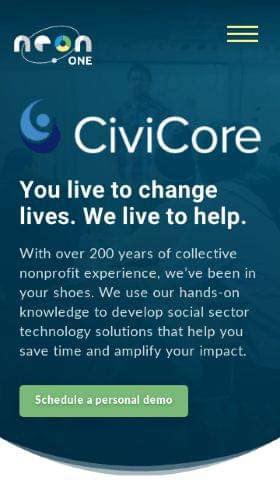 neon
ONE
CiviCore
You live to change
lives. We live to help.
With over 200 years of collective
nonprofit experience, we've been in
your shoes. We use our hands-on
knowledge to develop social sector
technology solutions that help you
save time and amplify your impact.
Schedule a personal demo